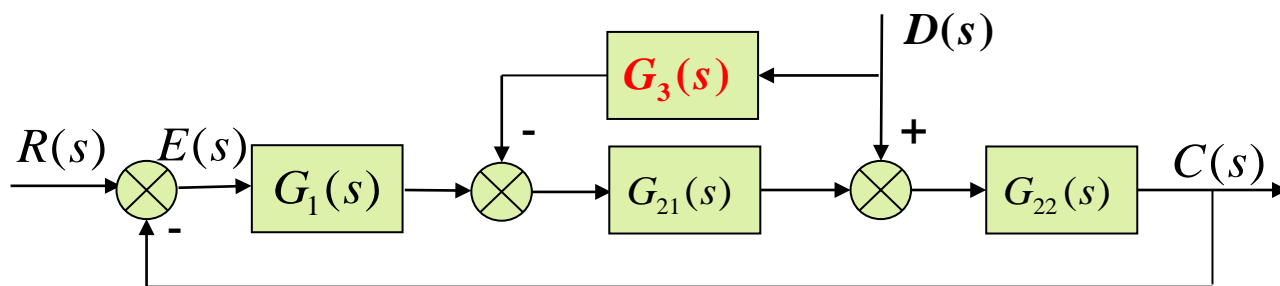 D(s)
G₃(s)
-
+
R(s)
E(s)
G₁(s)
G₂₁(s)
G₂₂(s)
C(s)
-